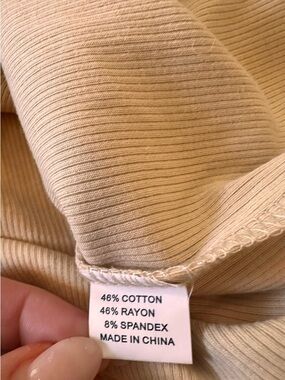 46% COTTON
46% RAYON
8% SPANDEX
MADE IN CHINA